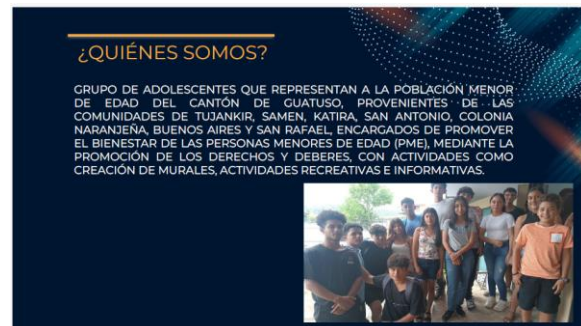 ¿QUIÉNES SOMOS?
GRUPO DE ADOLESCENTES QUE REPRESENTAN A LA POBLACIÓN MENOR
DE EDAD DEL CANTÓN DE GUATUSO, PROVENIENTES DE LAS
COMUNIDADES DE TUJANKIR, SAMEN, KATIRA, SAN ANTONIO, COLONIA
NARANJEÑA, BUENOS AIRES Y SAN RAFAEL, ENCARGADOS DE PROMOVER
EL BIENESTAR DE LAS PERSONAS MENORES DE EDAD (PME), MEDIANTE LA
PROMOCIÓN DE LOS DERECHOS Y DEBERES, CON ACTIVIDADES COMO
CREACIÓN DE MURALES, ACTIVIDADES RECREATIVAS E INFORMATIVAS.